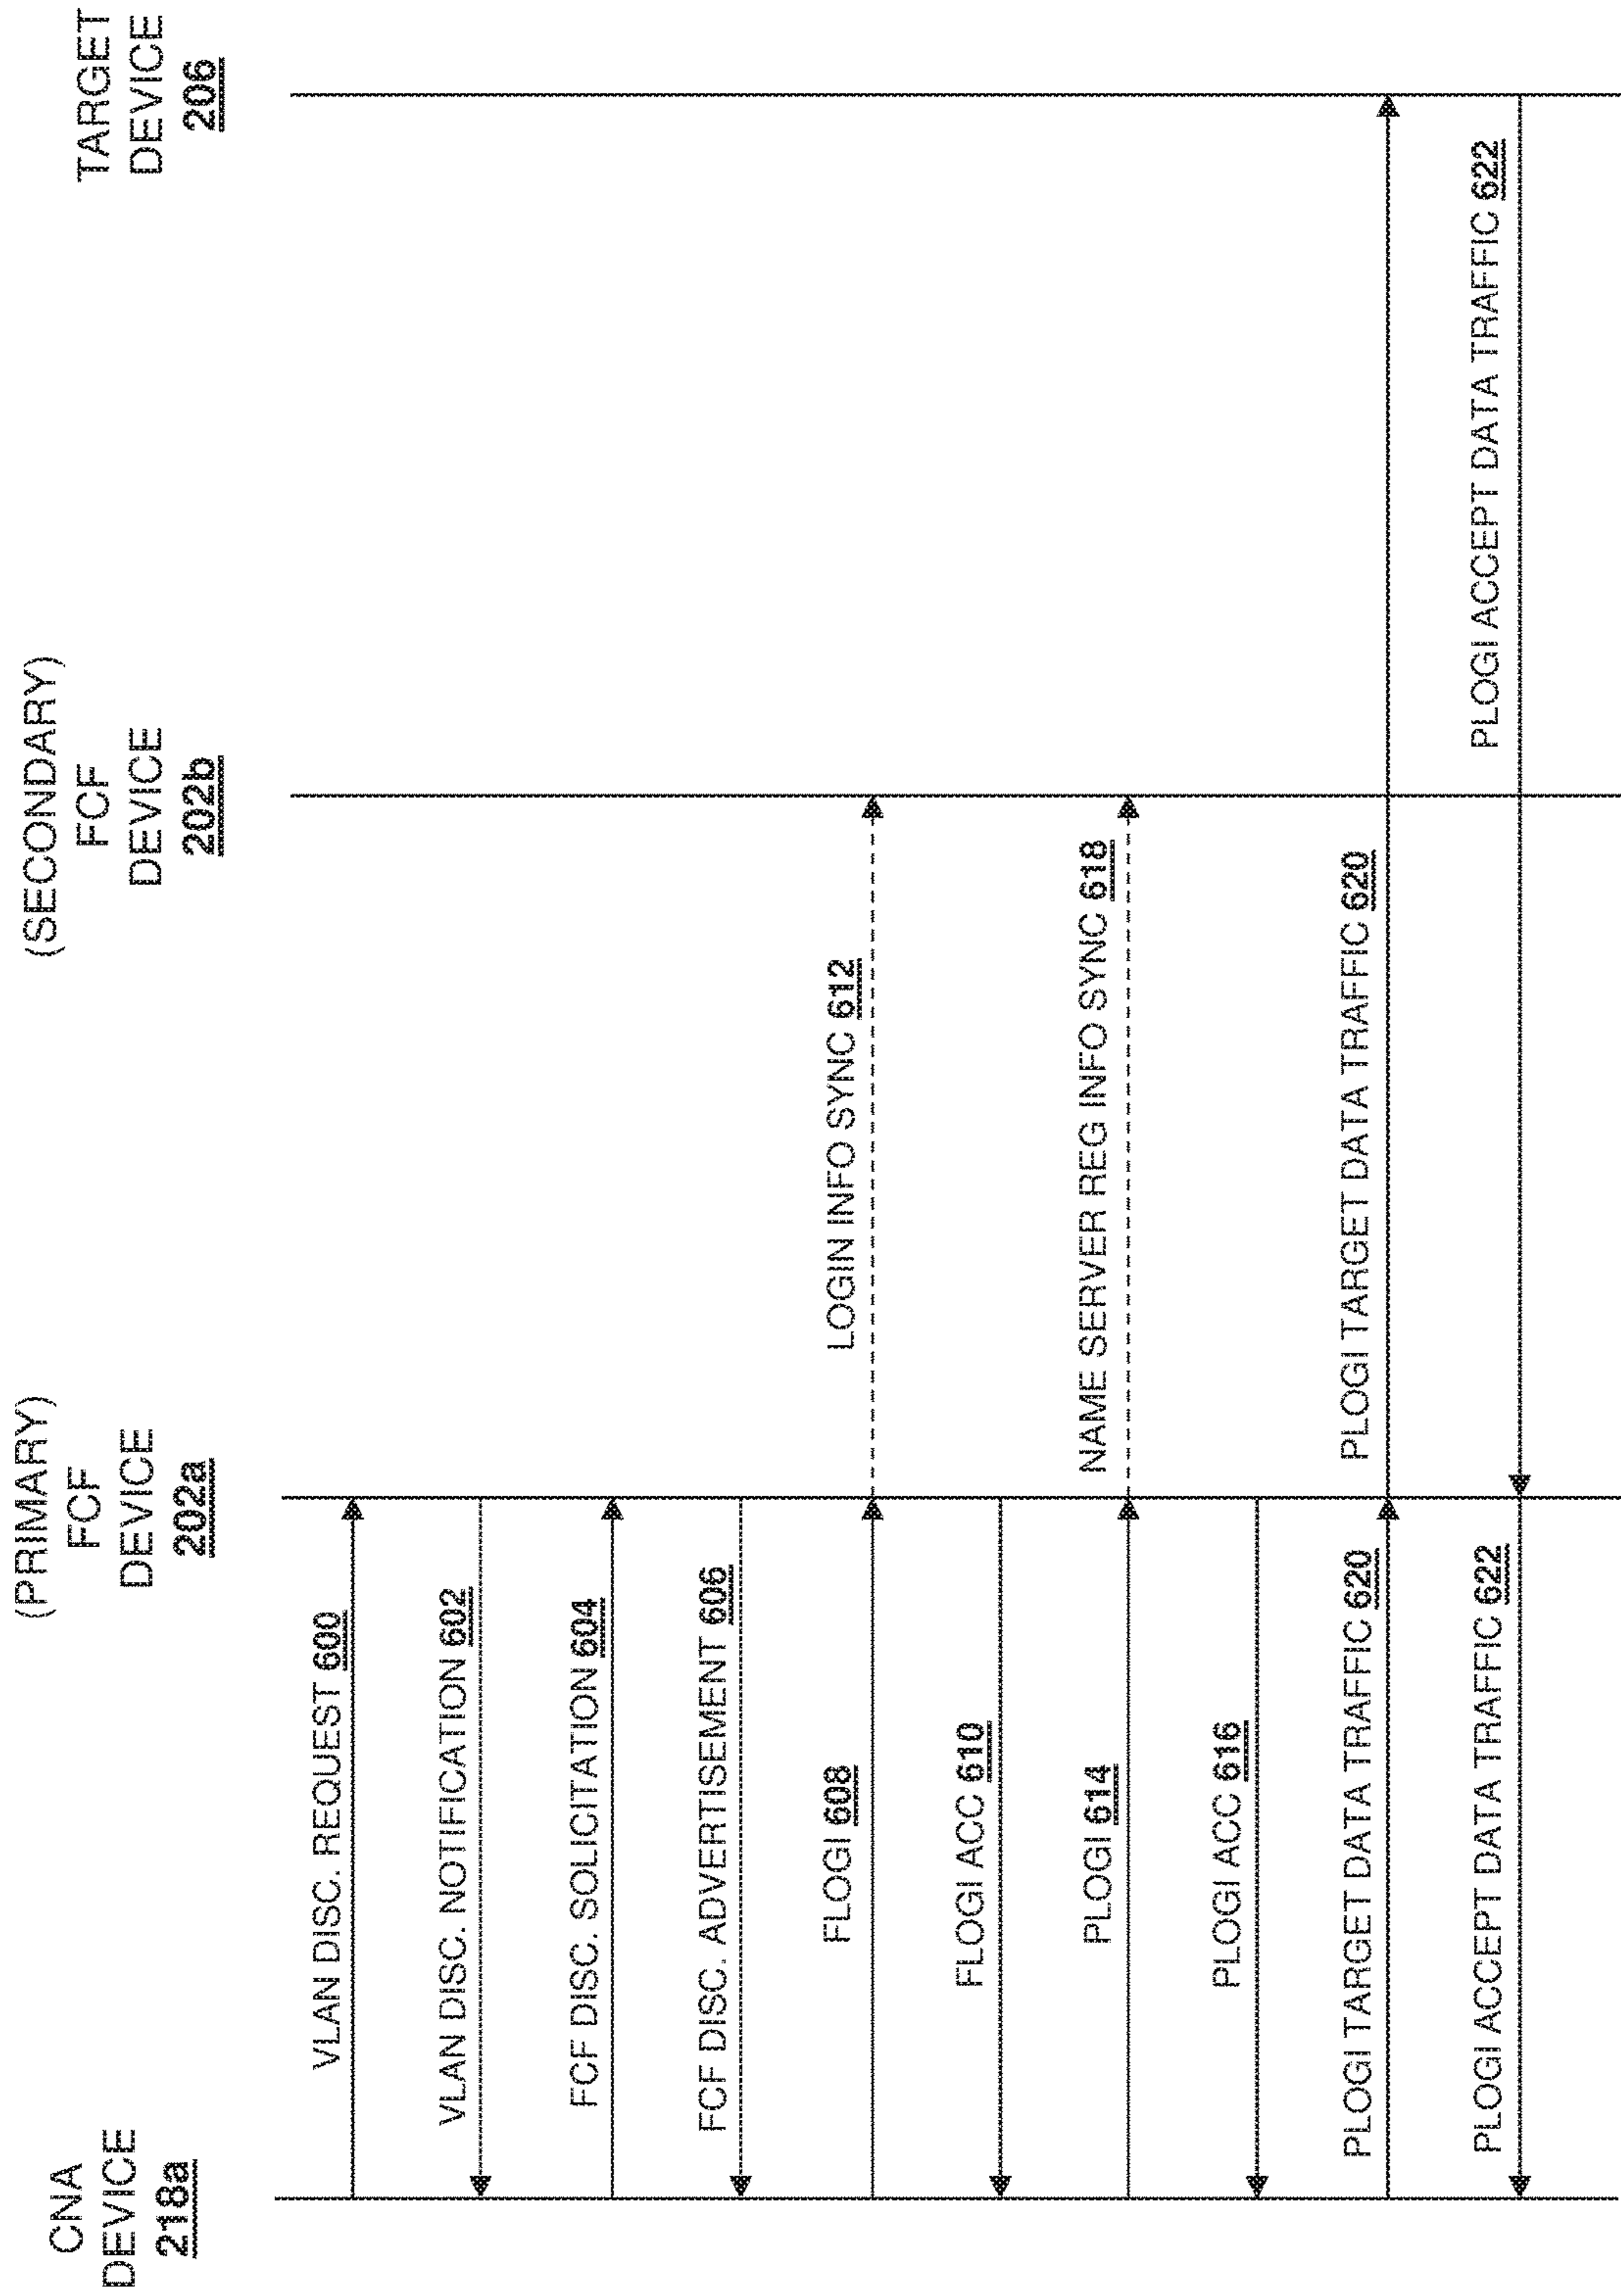 CNA
DEVICE
218a
(PRIMARY)
FCF
DEVICE
202a
(SECONDARY)
FCF
DEVICE
202b
TARGET
DEVICE
206
VLAN DISC. REQUEST 600
VLAN DISC. NOTIFICATION 602
FCF DISC. SOLICITATION 604
FCF DISC. ADVERTISEMENT 606
FLOGI 608
LOGIN INFO SYNC 612
FLOGI ACC 610
PLOGI 614
NAME SERVER REG INFO SYNC 618
PLOGI ACC 616
PLOGI TARGET DATA TRAFFIC 620
PLOGI TARGET DATA TRAFFIC 620
PLOGI ACCEPT DATA TRAFFIC 622
PLOGI ACCEPT DATA TRAFFIC 622